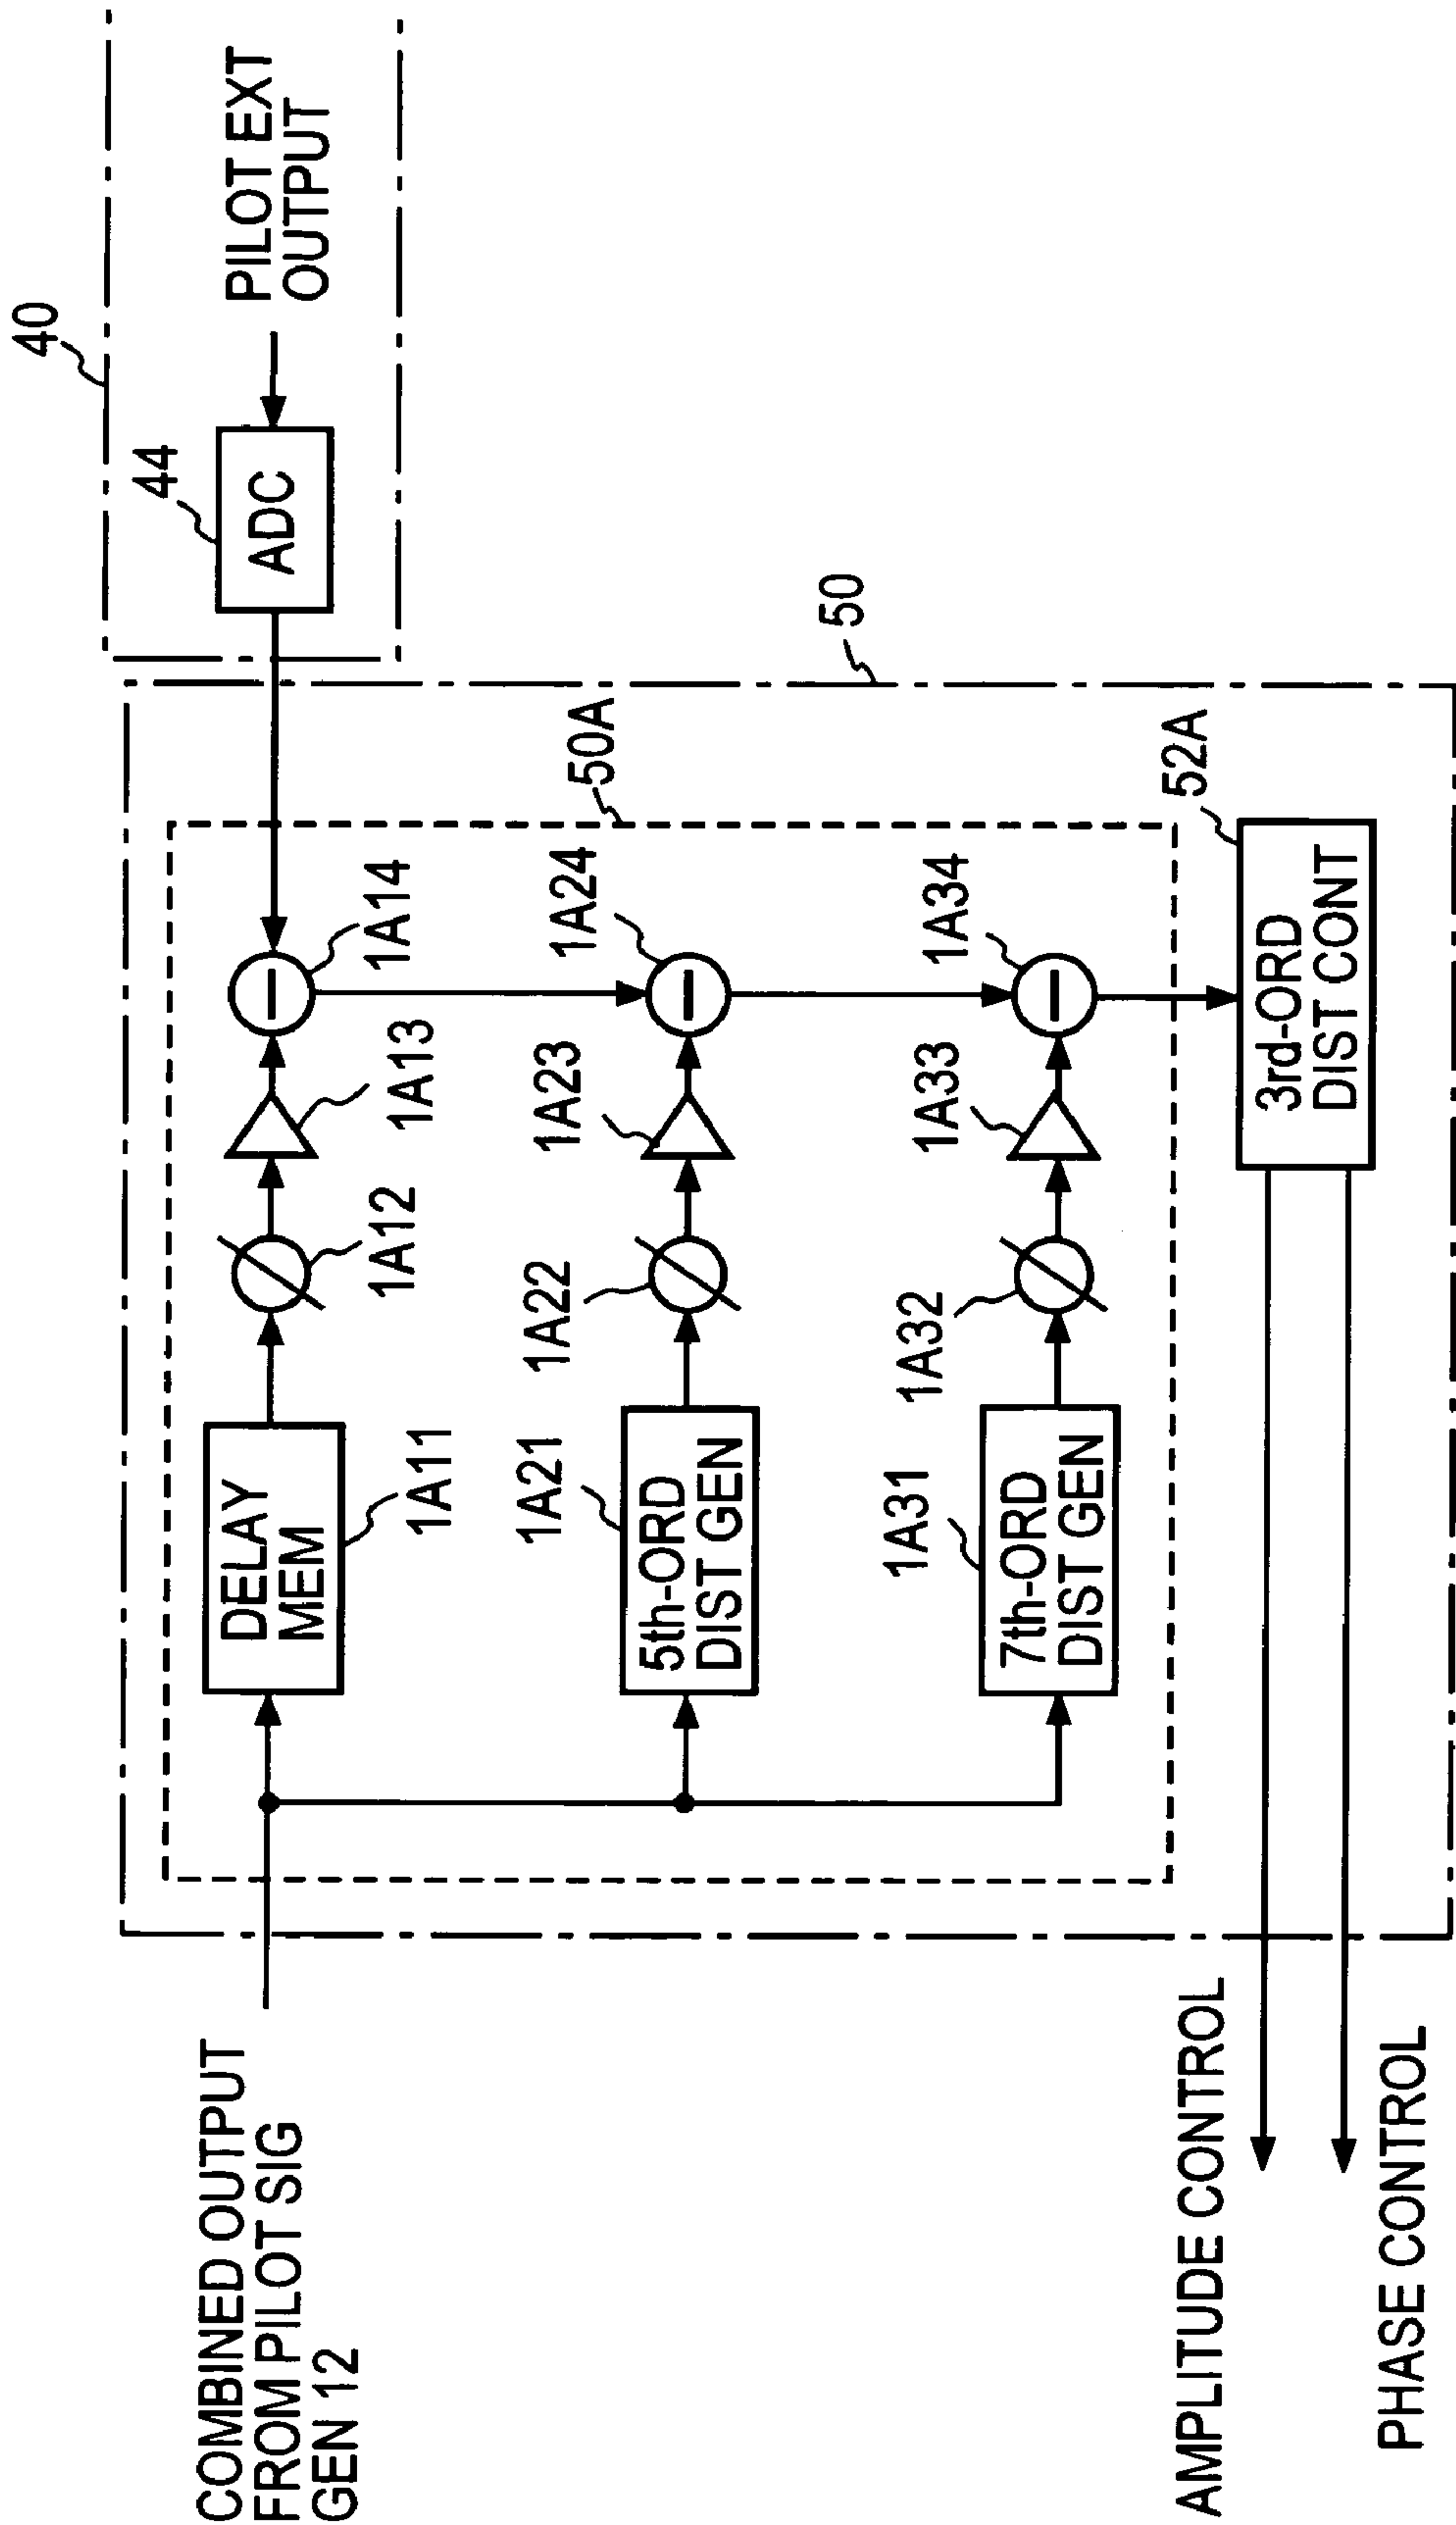 40
PILOT EXT
OUTPUT
44
ADC
50
50A
COMBINED OUTPUT
FROM PILOT SIG
GEN 12
DELAY
MEM
1A11
1A12
1A13
1A14
1A21
5th-ORD
DIST GEN
1A22
1A23
1A24
1A31
7th-ORD
DIST GEN
1A32
1A33
1A34
52A
3rd-ORD
DIST CONT
AMPLITUDE CONTROL
PHASE CONTROL